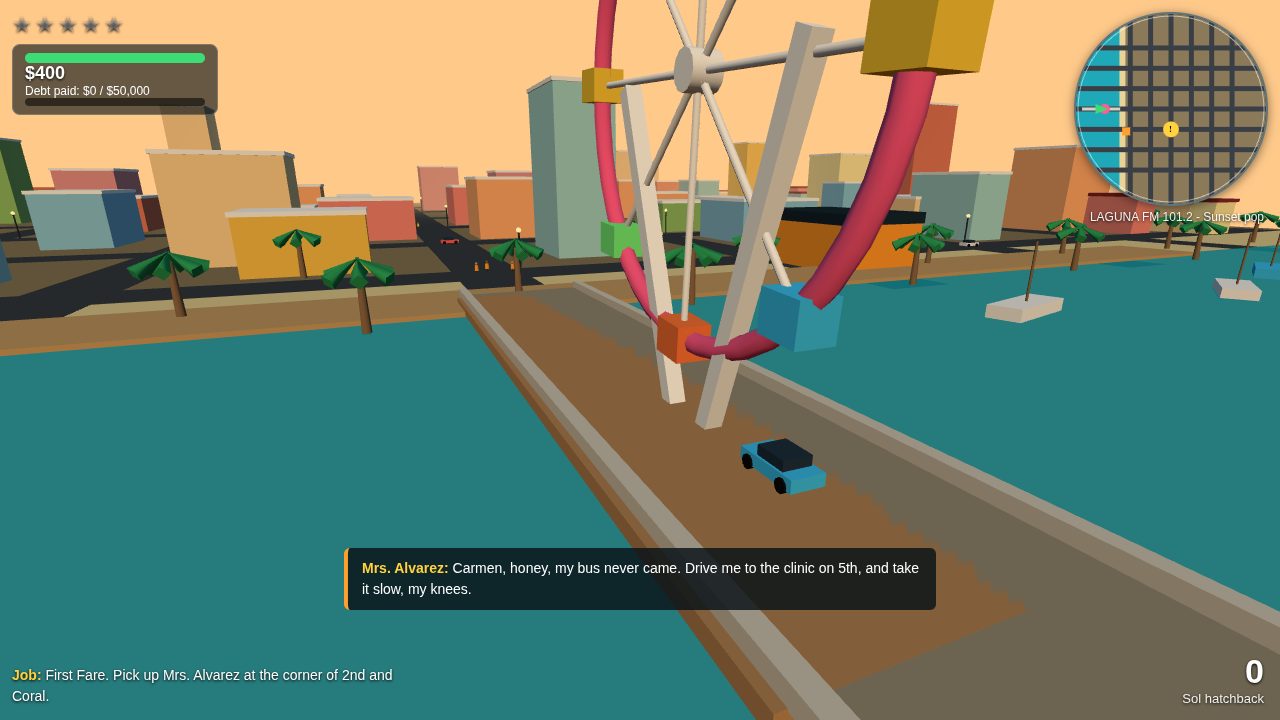 $400
Debt paid: $0 / $50,000
!
LAGUNA FM 101.2 - Sunset pop
Mrs. Alvarez: Carmen, honey, my bus never came. Drive me to the clinic on 5th, and take
it slow, my knees.
Job: First Fare. Pick up Mrs. Alvarez at the corner of 2nd and
Coral.
0
Sol hatchback